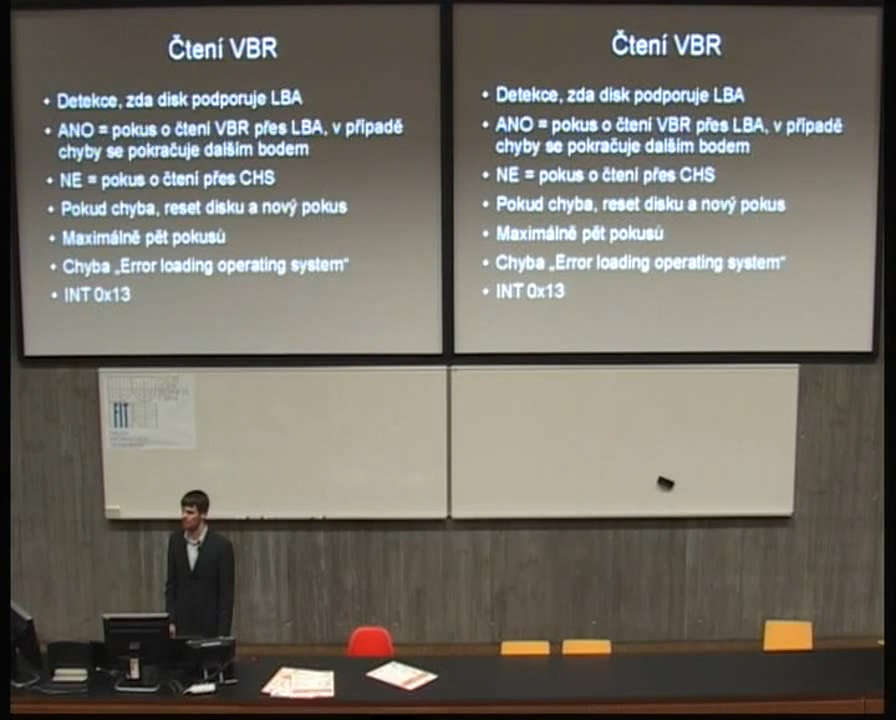 Čtení VBR
• Detekce, zda disk podporuje LBA
• ANO = pokus o čtení VBR přes LBA, v případě
chyby se pokračuje dalším bodem
• NE = pokus o čtení přes CHS
• Pokud chyba, reset disku a nový pokus
• Maximálně pět pokusů
• Chyba „Error loading operating system“
• INT 0x13
Čtení VBR
• Detekce, zda disk podporuje LBA
• ANO = pokus o čtení VBR přes LBA, v případě
chyby se pokračuje dalším bodem
• NE = pokus o čtení přes CHS
• Pokud chyba, reset disku a nový pokus
• Maximálně pět pokusů
• Chyba „Error loading operating system“
• INT 0x13
FIT